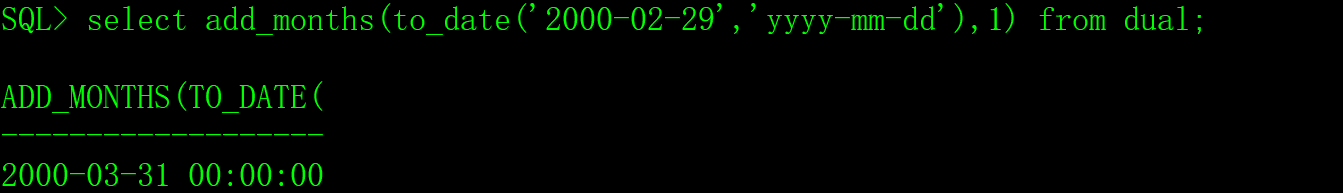 SQL> select add_months(to_date('2000-02-29','yyyy-mm-dd'),1) from dual;
ADD_MONTHS(TO_DATE(
-------------------
2000-03-31 00:00:00